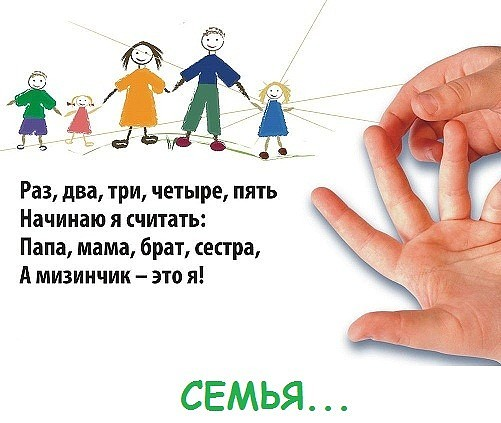 Раз, два, три, четыре, пять
Начинаю я считать:
Папа, мама, брат, сестра,
А мизинчик – это я!
СЕМЬЯ...